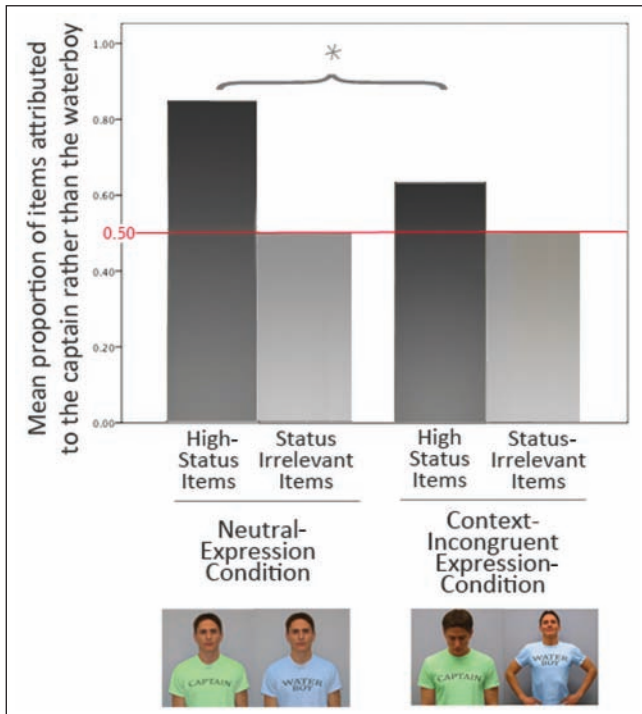 Mean proportion of items attributed
to the captain rather than the waterboy
1.00
0.80
0.60
0.50
0.40
0.20
0.00
*
High-
Status
Items
Status
Irrelevant
Items
High
Status
Items
Status-
Irrelevant
Items
Neutral-
Expression
Condition
Context-
Incongruent
Expression-
Condition
CAPTAIN
WATER
BOY
CAPTAIN
WATER
BOY